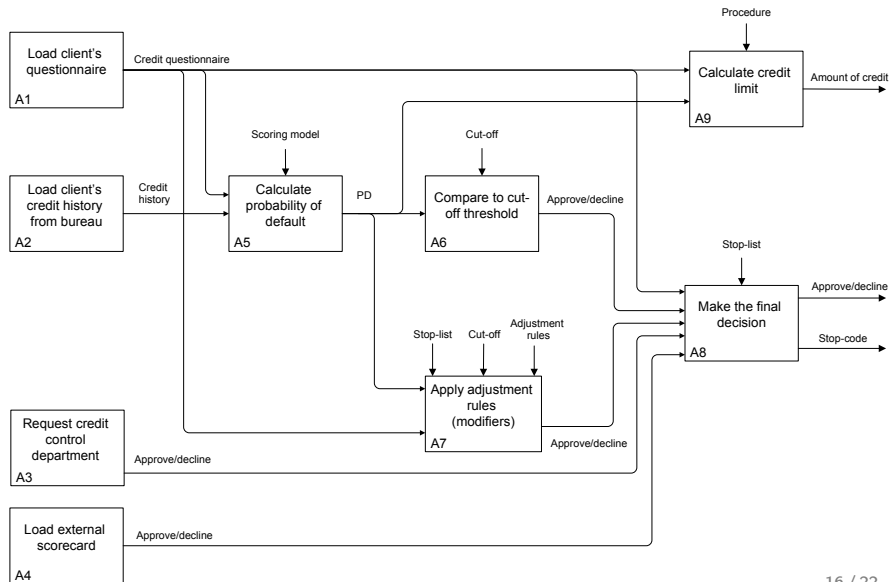 Procedure
Load client's
questionnaire
A1
Credit questionnaire
Calculate credit
limit
A9
Amount of credit
Scoring model
Cut-off
Load client's
credit history
from bureau
A2
Credit
history
Calculate
probability of
default
A5
PD
Compare to cut-
off threshold
A6
Approve/decline
Stop-list
Make the final
decision
A8
Approve/decline
Stop-code
Stop-list
Cut-off
Adjustment
rules
Apply adjustment
rules
(modifiers)
A7
Approve/decline
Request credit
control
department
A3
Approve/decline
Load external
scorecard
A4
Approve/decline
16 / 22